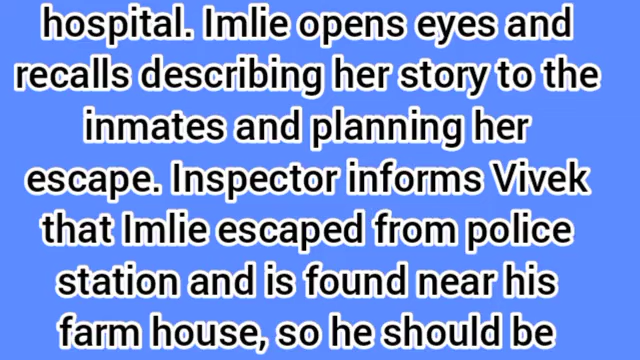 hospital. Imlie opens eyes and
recalls describing her story to the
inmates and planning her
escape. Inspector informs Vivek
that Imlie escaped from police
station and is found near his
farm house, so he should be